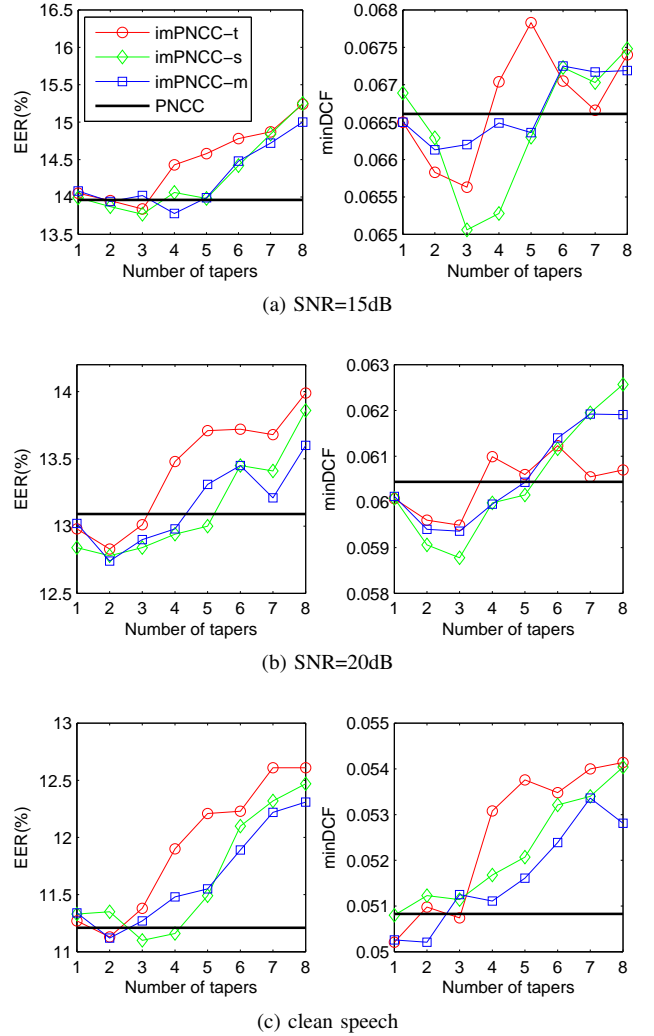 16.5
16
15.5
15
14.5
14
13.5
EER(%)
imPNCC−t
imPNCC−s
imPNCC−m
PNCC
1 2 3 4 5 6 7 8
Number of tapers
0.068
0.0675
0.067
0.0665
0.066
0.0655
0.065
minDCF
1 2 3 4 5 6 7 8
Number of tapers
(a) SNR=15dB
14
13.5
13
12.5
EER(%)
1 2 3 4 5 6 7 8
Number of tapers
0.063
0.062
0.061
0.06
0.059
0.058
minDCF
1 2 3 4 5 6 7 8
Number of tapers
(b) SNR=20dB
13
12.5
12
11.5
11
EER(%)
1 2 3 4 5 6 7 8
Number of tapers
0.055
0.054
0.053
0.052
0.051
0.05
minDCF
1 2 3 4 5 6 7 8
Number of tapers
(c) clean speech